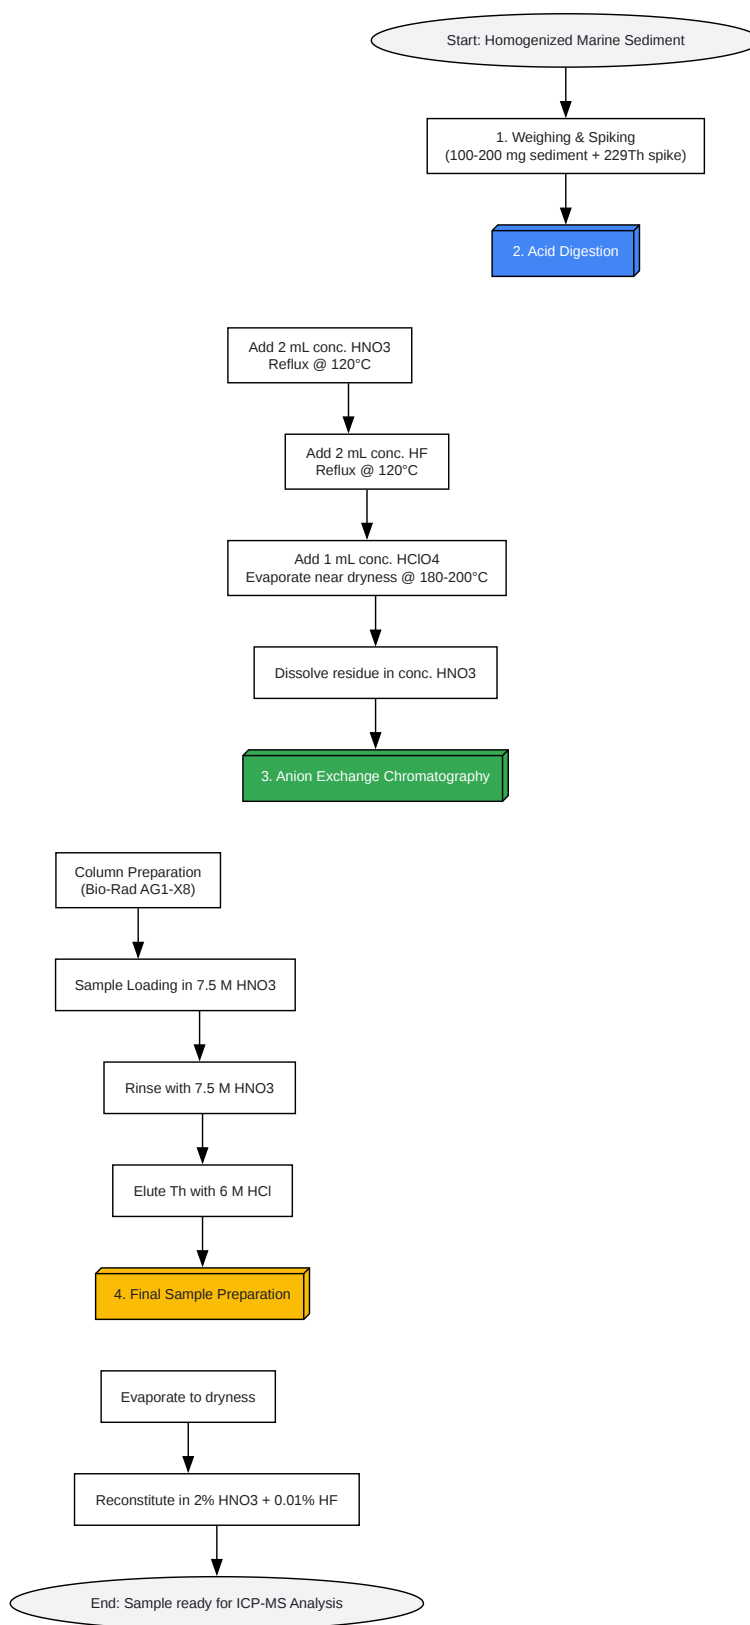 Start: Homogenized Marine Sediment
1. Weighing & Spiking
(100-200 mg sediment + 229Th spike)
2. Acid Digestion
Add 2 mL conc. HNO3
Reflux @ 120°C
Add 2 mL conc. HF
Reflux @ 120°C
Add 1 mL conc. HClO4
Evaporate near dryness @ 180-200°C
Dissolve residue in conc. HNO3
3. Anion Exchange Chromatography
Column Preparation
(Bio-Rad AG1-X8)
Sample Loading in 7.5 M HNO3
Rinse with 7.5 M HNO3
Elute Th with 6 M HCl
4. Final Sample Preparation
Evaporate to dryness
Reconstitute in 2% HNO3 + 0.01% HF
End: Sample ready for ICP-MS Analysis